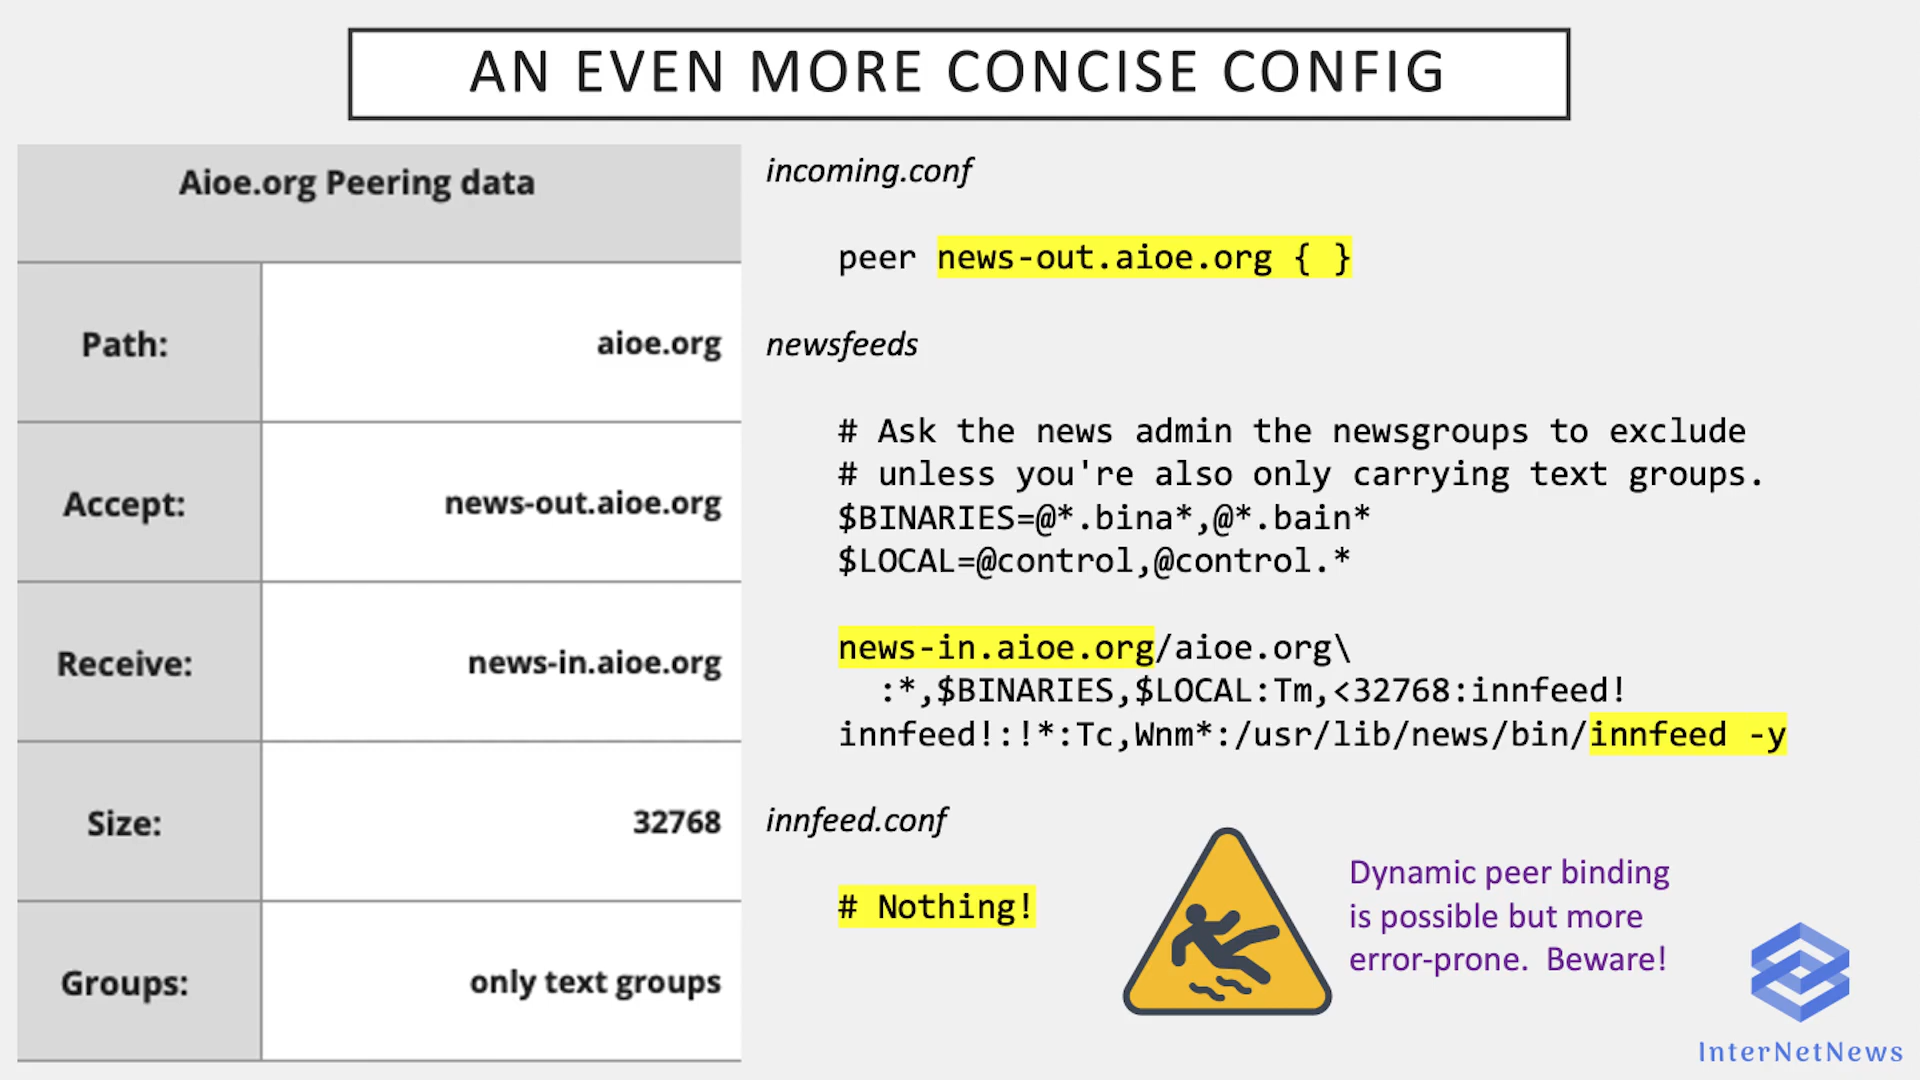 AN EVEN MORE CONCISE CONFIG
Aioe.org Peering data
Path: aioe.org
Accept: news-out.aioe.org
Receive: news-in.aioe.org
Size: 32768
Groups: only text groups
incoming.conf
peer news-out.aioe.org { }
newsfeeds
# Ask the news admin the newsgroups to exclude
# unless you're also only carrying text groups.
$BINARIES=@*.bina*,@*.bain*
$LOCAL=@control,@control.*
news-in.aioe.org/aioe.org\
:*,$BINARIES,$LOCAL:Tm,<32768:innfeed!
innfeed!:!*:Tc,Wnm*:/usr/lib/news/bin/innfeed -y
innfeed.conf
# Nothing!
Dynamic peer binding
is possible but more
error-prone. Beware!
InterNetNews